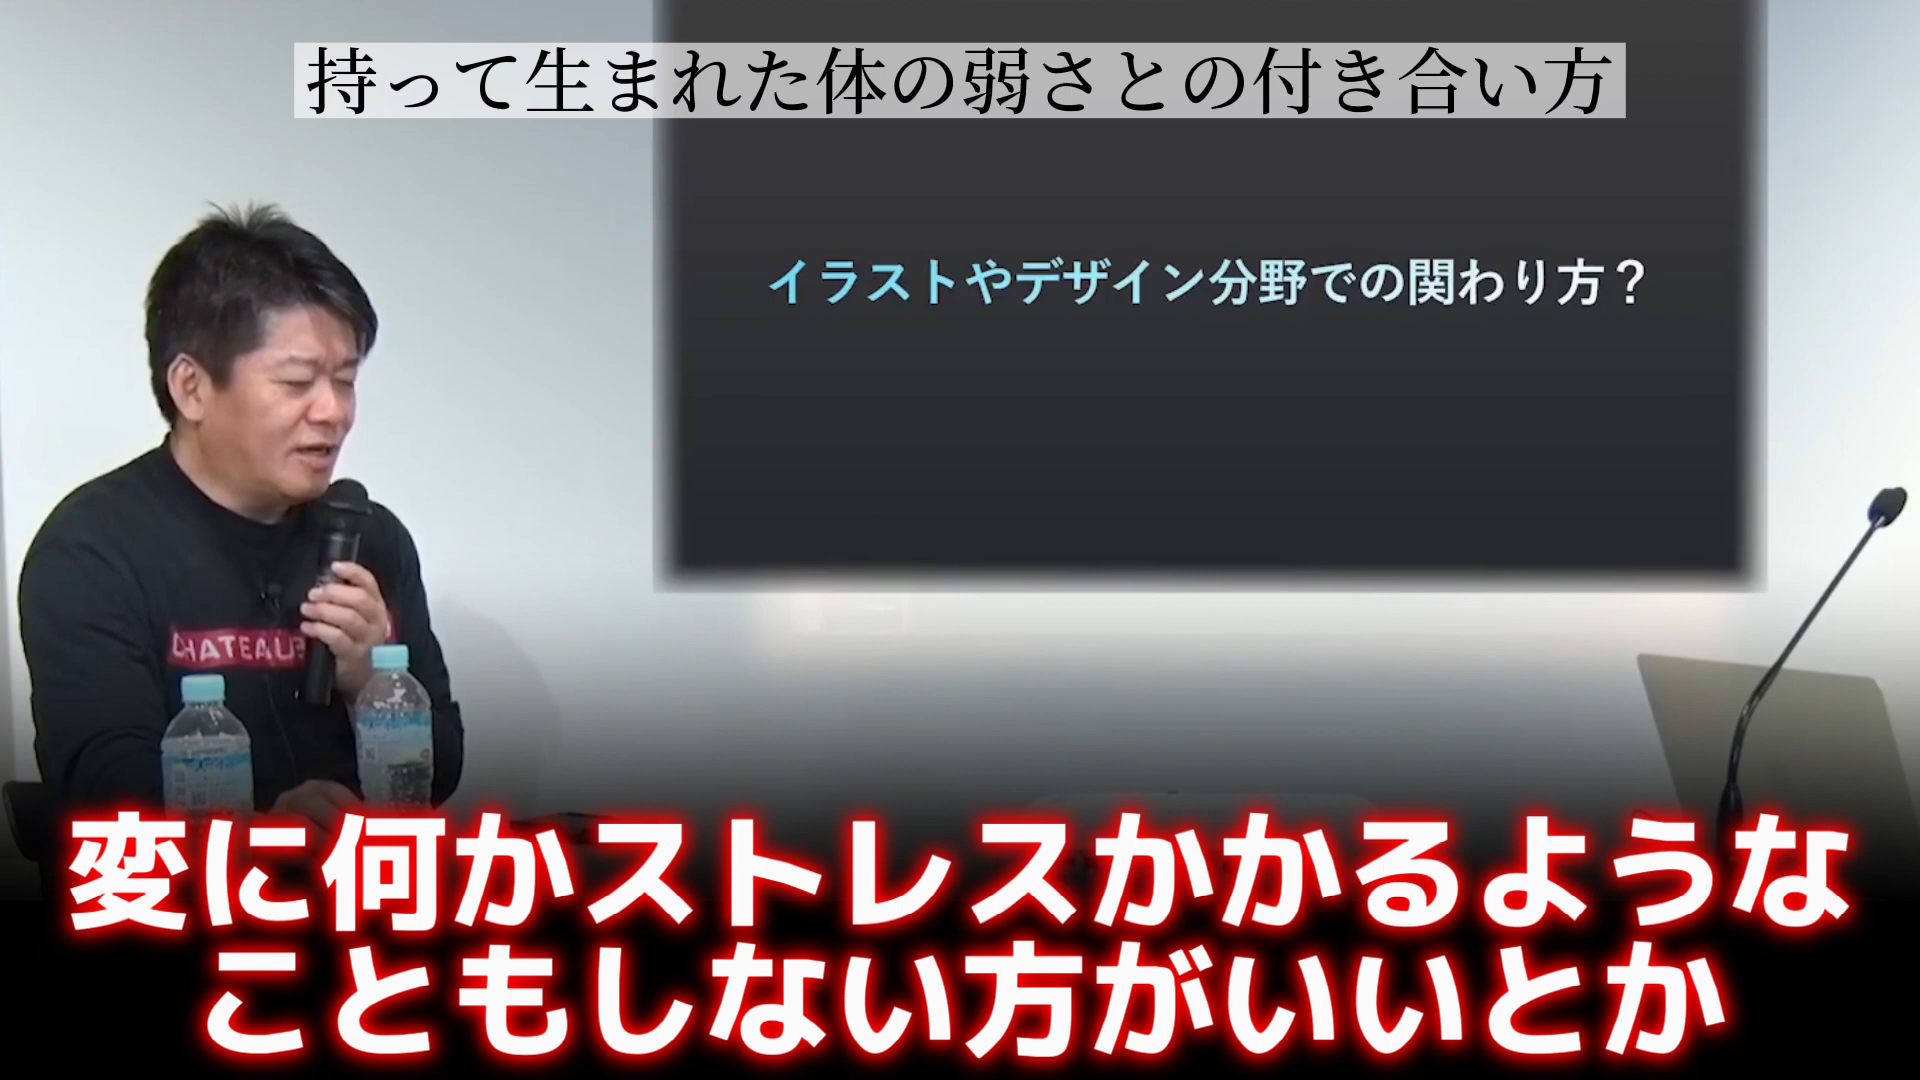 持って生まれた体の弱さとの付き合い方
イラストやデザイン分野での関わり方？
変に何かストレスかかるような
こともしない方がいいとか